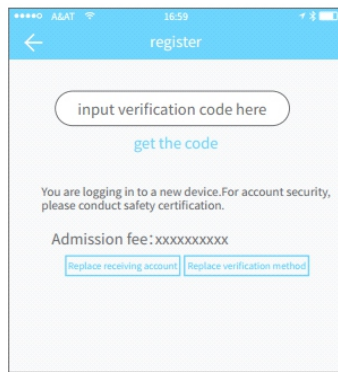 A&AT 16:59
register
input verification code here
get the code
You are logging in to a new device.For account security,
please conduct safety certification.
Admission fee:xxxxxxxxxx
Replace receiving account Replace verification method